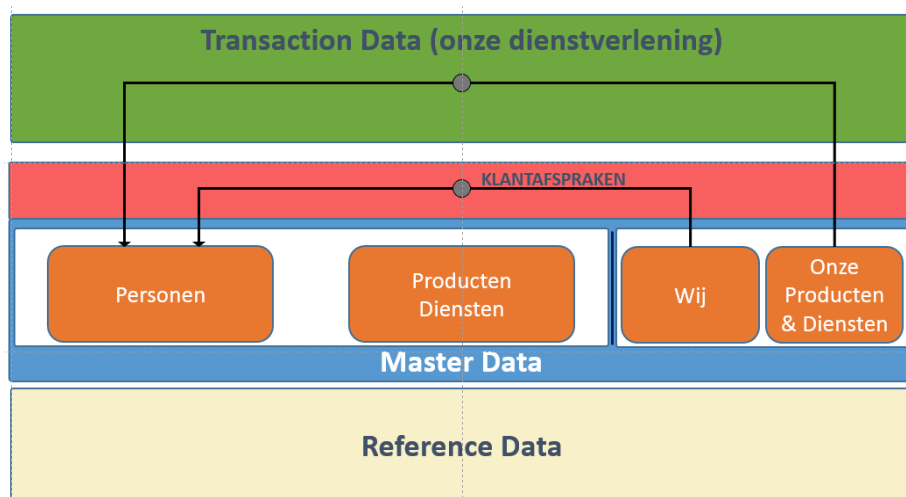 Transaction Data (onze dienstverlening)
KLANTAFSPRAKEN
Personen
Producten
Diensten
Wij
Onze
Producten
& Diensten
Master Data
Reference Data